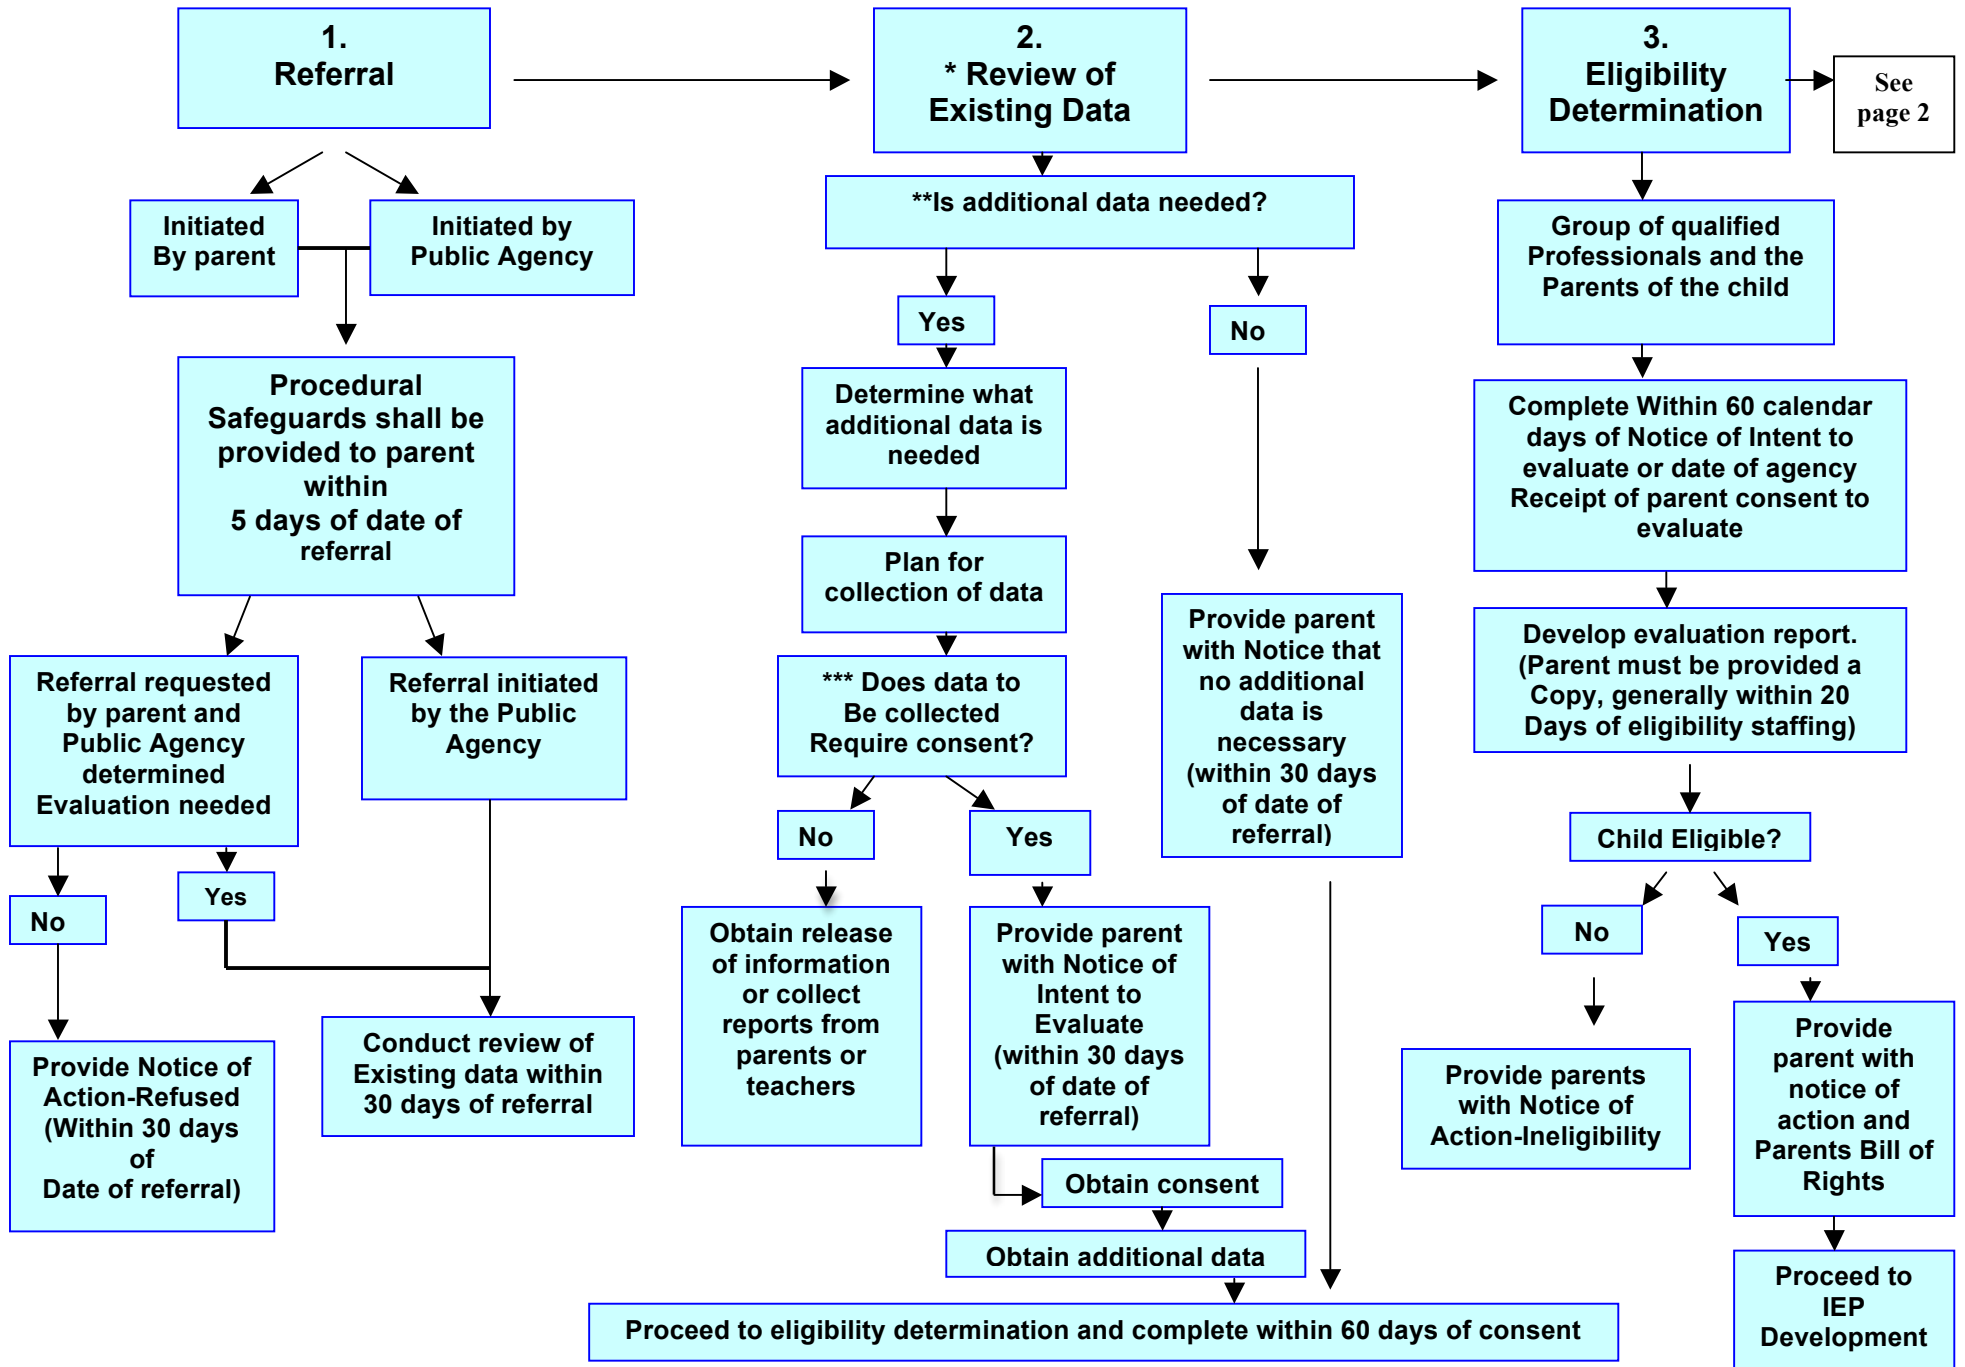 1.
Referral
Initiated
By parent
Initiated by
Public Agency
Procedural
Safeguards shall be
provided to parent
within
5 days of date of
referral
Referral requested
by parent and
Public Agency
determined
Evaluation needed
Referral initiated
by the Public
Agency
No
Yes
Provide Notice of
Action-Refused
(Within 30 days
of
Date of referral)
Conduct review of
Existing data within
30 days of referral
2.
* Review of
Existing Data
**Is additional data needed?
Yes
No
Determine what
additional data is
needed
Plan for
collection of data
*** Does data to
Be collected
Require consent?
No
Yes
Obtain release
of information
or collect
reports from
parents or
teachers
Provide parent
with Notice of
Intent to
Evaluate
(within 30 days
of date of
referral)
Obtain consent
Obtain additional data
Provide parent
with Notice that
no additional
data is
necessary
(within 30 days
of date of
referral)
Proceed to eligibility determination and complete within 60 days of consent
3.
Eligibility
Determination
See
page 2
Group of qualified
Professionals and the
Parents of the child
Complete Within 60 calendar
days of Notice of Intent to
evaluate or date of agency
Receipt of parent consent to
evaluate
Develop evaluation report.
(Parent must be provided a
Copy, generally within 20
Days of eligibility staffing)
Child Eligible?
No
Yes
Provide parents
with Notice of
Action-Ineligibility
Provide
parent with
notice of
action and
Parents Bill of
Rights
Proceed to
IEP
Development